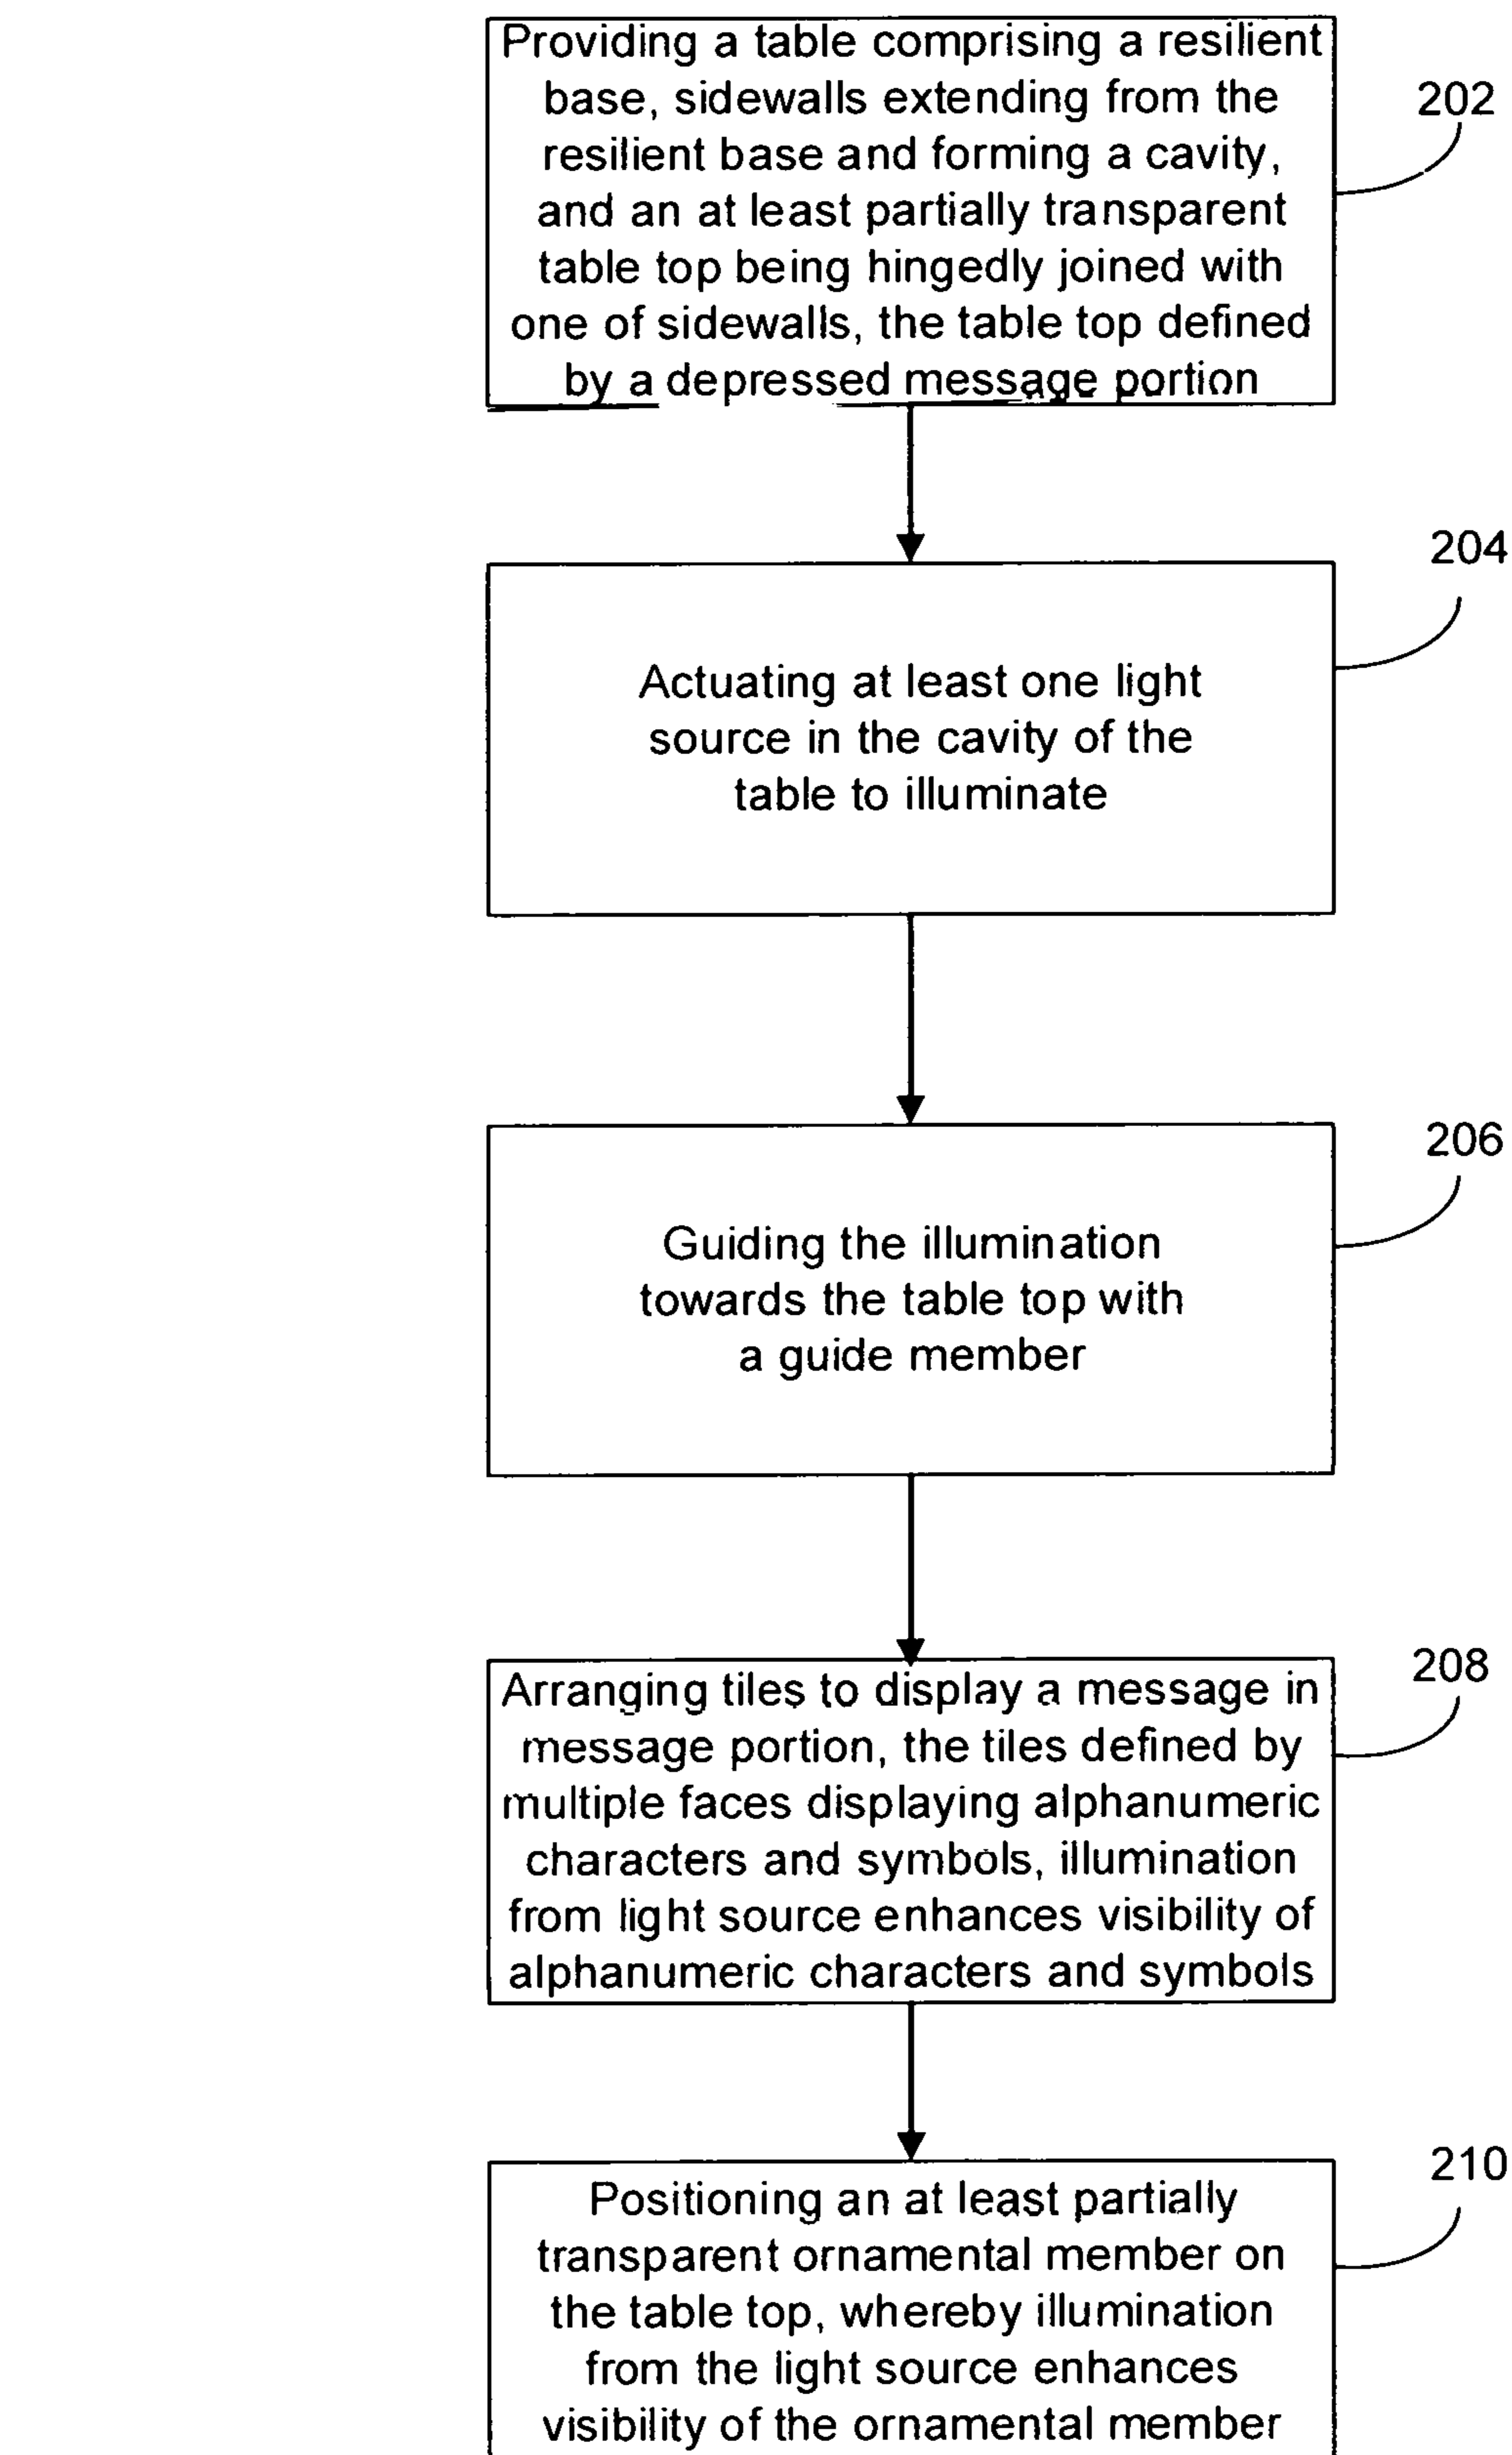 Providing a table comprising a resilient
base, sidewalls extending from the
resilient base and forming a cavity,
and an at least partially transparent
table top being hingedly joined with
one of sidewalls, the table top defined
by a depressed message portion
202
Actuating at least one light
source in the cavity of the
table to illuminate
204
Guiding the illumination
towards the table top with
a guide member
206
Arranging tiles to display a message in
message portion, the tiles defined by
multiple faces displaying alphanumeric
characters and symbols, illumination
from light source enhances visibility of
alphanumeric characters and symbols
208
Positioning an at least partially
transparent ornamental member on
the table top, whereby illumination
from the light source enhances
visibility of the ornamental member
210